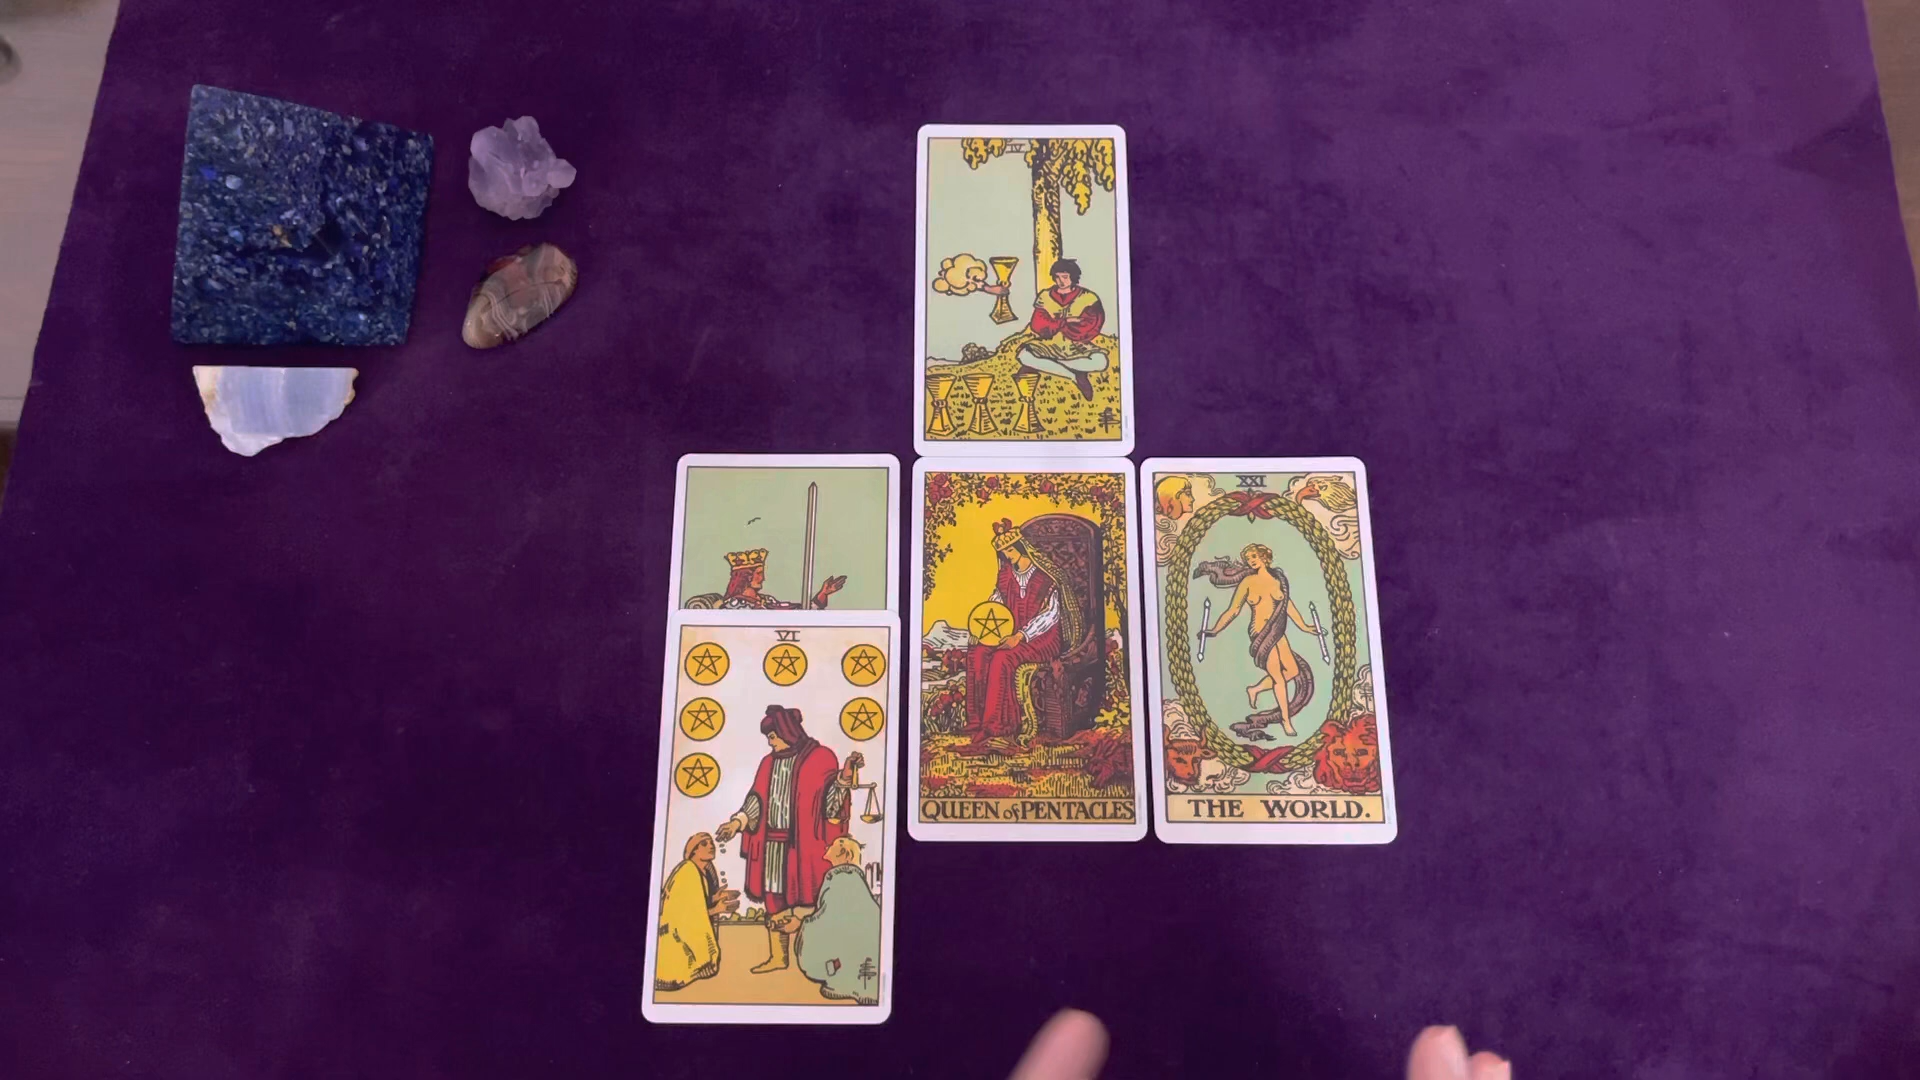 IV
XXI
VI
QUEEN of PENTACLES
THE WORLD.